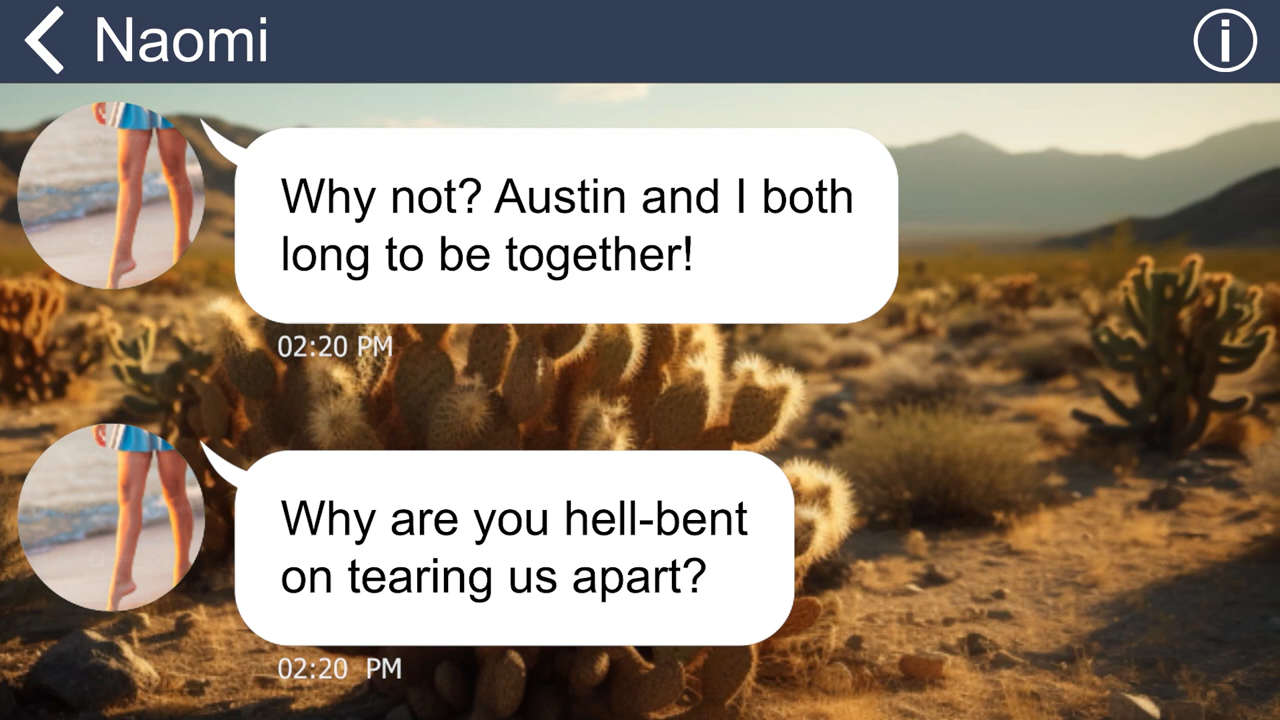 Naomi
Why not? Austin and I both
long to be together!
02:20 PM
Why are you hell-bent
on tearing us apart?
02:20 PM